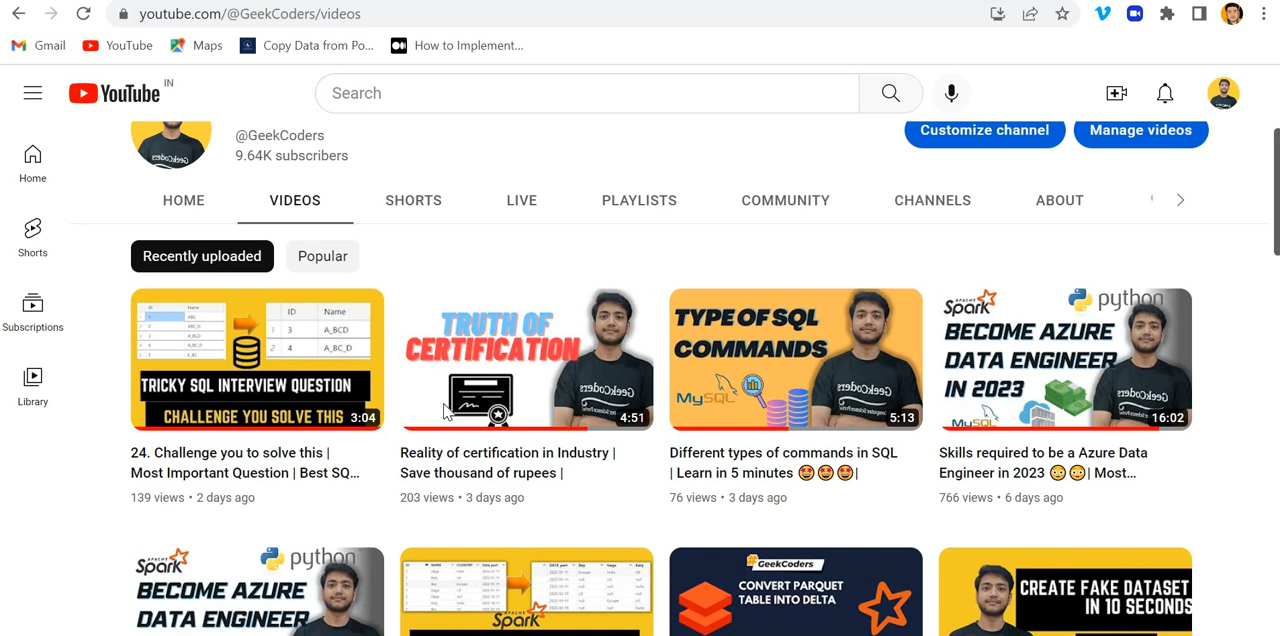 youtube.com/@GeekCoders/videos
Gmail YouTube Maps Copy Data from Po... How to Implement...
YouTube IN
Search
@GeekCoders
9.64K subscribers
Customize channel
Manage videos
Home
Shorts
Subscriptions
Library
HOME VIDEOS SHORTS LIVE PLAYLISTS COMMUNITY CHANNELS ABOUT
Recently uploaded
Popular
ID Name
3 A_BCD
4 A_BC_D
TRICKY SQL INTERVIEW QUESTION
CHALLENGE YOU SOLVE THIS
3:04
24. Challenge you to solve this |
Most Important Question | Best SQ...
139 views • 2 days ago
TRUTH OF
CERTIFICATION
GeekCoders
4:51
Reality of certification in Industry |
Save thousand of rupees |
203 views • 3 days ago
TYPE OF SQL
COMMANDS
MySQL
GeekCoders
5:13
Different types of commands in SQL
| Learn in 5 minutes 🤩🤩🤩|
76 views • 3 days ago
APACHE
Spark
python
BECOME AZURE
DATA ENGINEER
IN 2023
MySQL
GeekCoders
16:02
Skills required to be a Azure Data
Engineer in 2023 😳😳| Most...
766 views • 6 days ago
APACHE
Spark
python
BECOME AZURE
DATA ENGINEER
APACHE
Spark
GeekCoders
CONVERT PARQUET
TABLE INTO DELTA
CREATE FAKE DATASET
IN 10 SECONDS